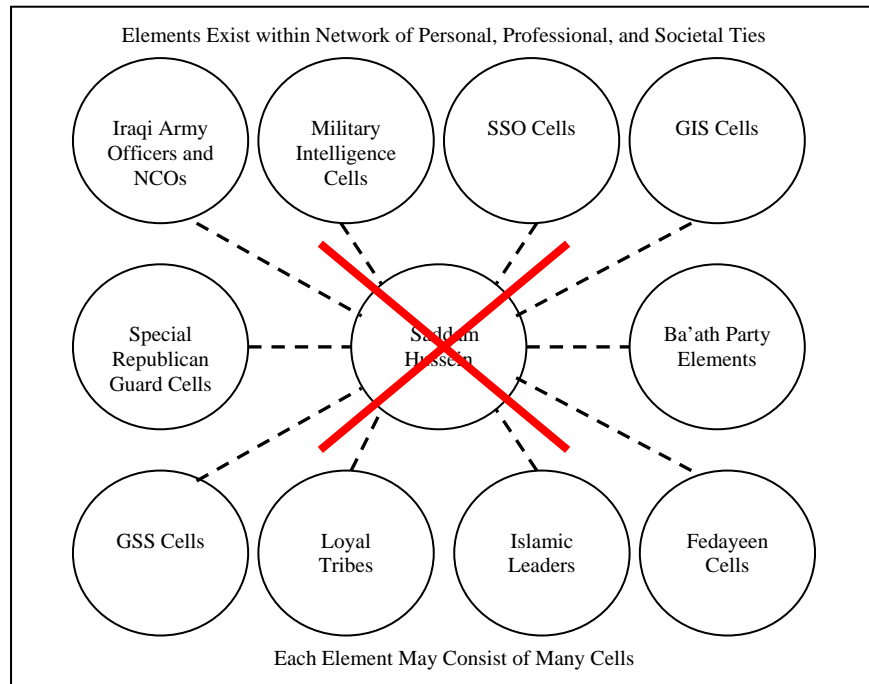 Elements Exist within Network of Personal, Professional, and Societal Ties
Iraqi Army
Officers and
NCOs
Military
Intelligence
Cells
SSO Cells
GIS Cells
Special
Republican
Guard Cells
Saddam
Hussein
Ba’ath Party
Elements
GSS Cells
Loyal
Tribes
Islamic
Leaders
Fedayeen
Cells
Each Element May Consist of Many Cells